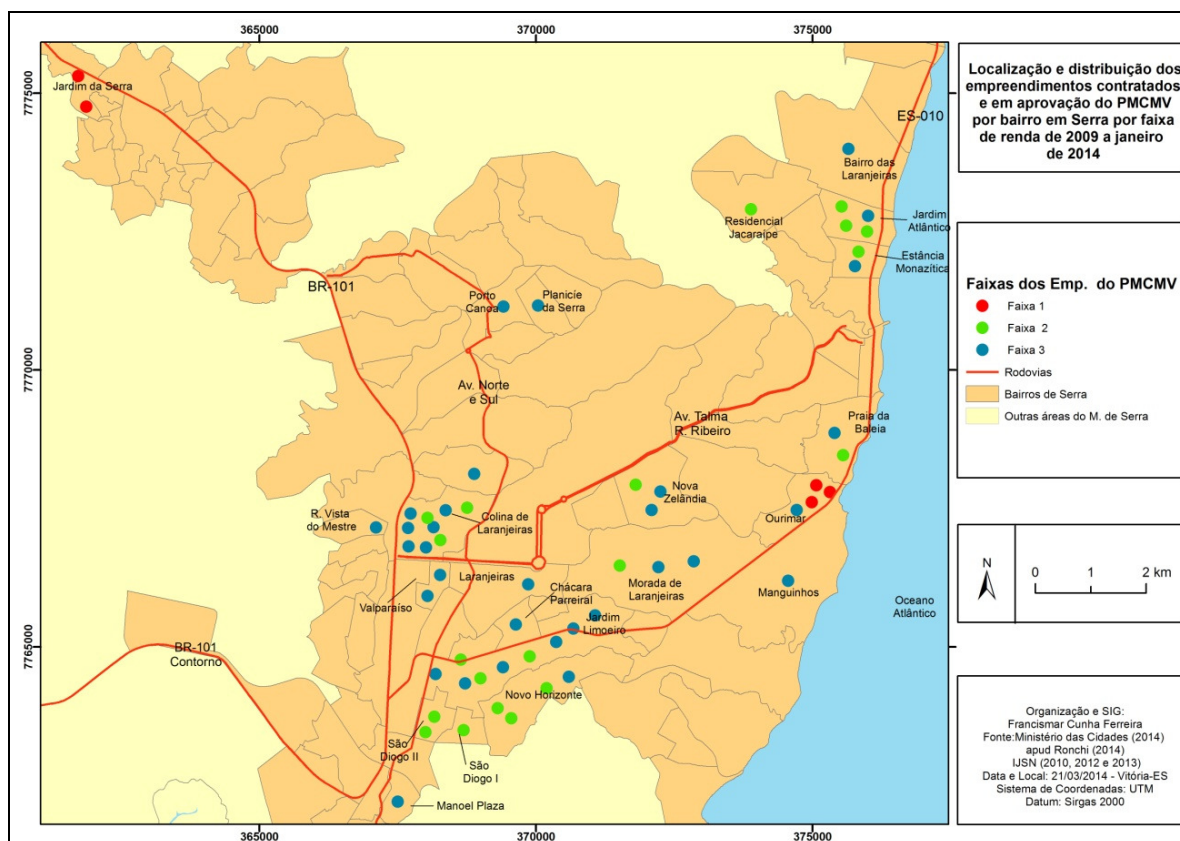 365000
370000
375000
7775000
7770000
7765000
7775000
7770000
7765000
365000
370000
375000
Jardim da Serra
ES-010
Bairro das
Laranjeiras
Residencial
Jacaraípe
Jardim
Atlântico
Estância
Monazítica
BR-101
Porto
Canoa
Planicíe
da Serra
Av. Norte
e Sul
Av. Talma
R. Ribeiro
Praia da
Baleia
Nova
Zelândia
R. Vista
do Mestre
Colina de
Laranjeiras
Ourimar
Laranjeiras
Chácara
Parreiral
Morada de
Laranjeiras
Manguinhos
Valparaíso
Jardim
Limoeiro
Oceano
Atlântico
BR-101
Contorno
Novo Horizonte
São
Diogo II
São
Diogo I
Manoel Plaza
Localização e distribuição dos
empreendimentos contratados
e em aprovação do PMCMV
por bairro em Serra por faixa
de renda de 2009 a janeiro
de 2014
Faixas dos Emp. do PMCMV
Faixa 1
Faixa 2
Faixa 3
Rodovias
Bairros de Serra
Outras áreas do M. de Serra
N
0 1 2 km
Organização e SIG:
Francismar Cunha Ferreira
Fonte:Ministério das Cidades (2014)
apud Ronchi (2014)
IJSN (2010, 2012 e 2013)
Data e Local: 21/03/2014 - Vitória-ES
Sistema de Coordenadas: UTM
Datum: Sirgas 2000